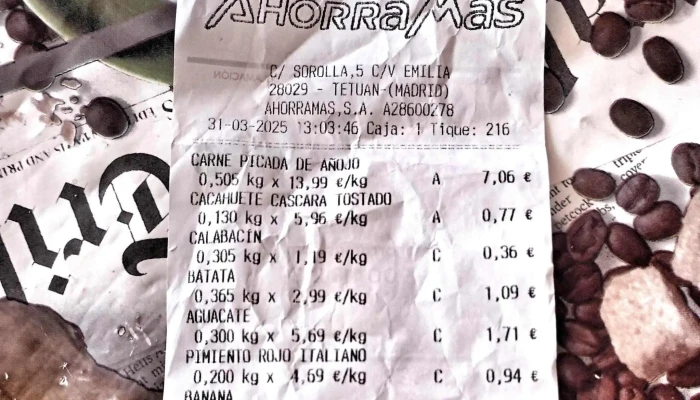 AHORRAMAS
C/ SOROLLA,5 C/V EMILIA
28029 - TETUAN-(MADRID)
AHORRAMAS,S.A. A28600278
31-03-2025 13:03:46 Caja: 1 Tique: 216
CARNE PICADA DE AÑOJO
0,505 kg x 13,99 €/kg A 7,06 €
CACAHUETE CASCARA TOSTADO
0,130 kg x 5,96 €/kg A 0,77 €
CALABACÍN
0,305 kg x 1,19 €/kg C 0,36 €
BATATA
0,365 kg x 2,99 €/kg C 1,09 €
AGUACATE
0,300 kg x 5,69 €/kg C 1,71 €
PIMIENTO ROJO ITALIANO
0,200 kg x 4,69 €/kg C 0,94 €
BANANA